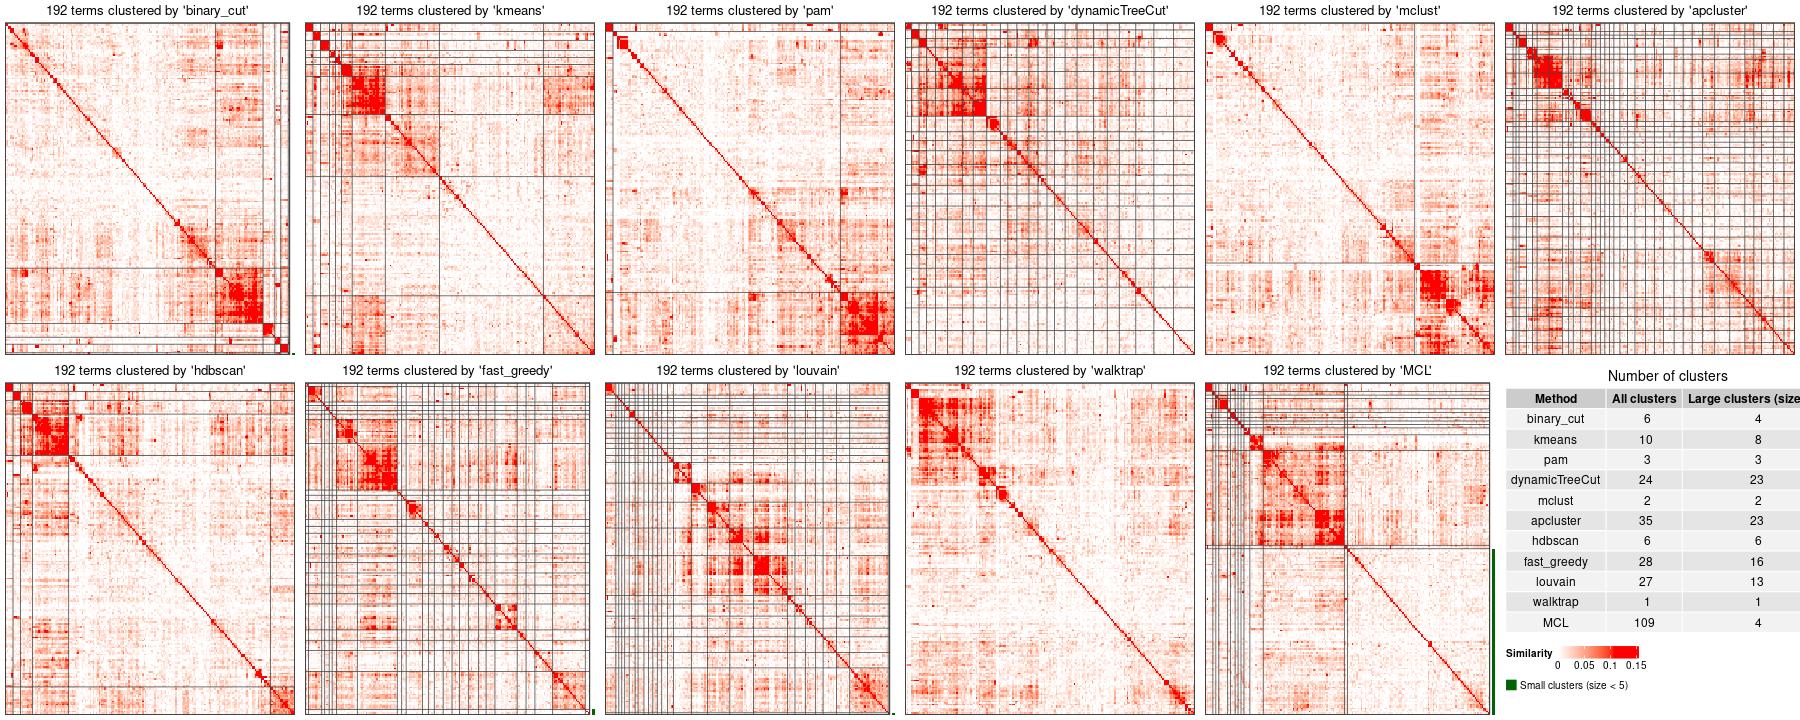 192 terms clustered by 'binary_cut'
192 terms clustered by 'kmeans'
192 terms clustered by 'pam'
192 terms clustered by 'dynamicTreeCut'
192 terms clustered by 'mclust'
192 terms clustered by 'apcluster'
192 terms clustered by 'hdbscan'
192 terms clustered by 'fast_greedy'
192 terms clustered by 'louvain'
192 terms clustered by 'walktrap'
192 terms clustered by 'MCL'
Number of clusters
Method All clusters Large clusters (size
binary_cut 6 4
kmeans 10 8
pam 3 3
dynamicTreeCut 24 23
mclust 2 2
apcluster 35 23
hdbscan 6 6
fast_greedy 28 16
louvain 27 13
walktrap 1 1
MCL 109 4
Similarity
0 0.05 0.1 0.15
Small clusters (size < 5)